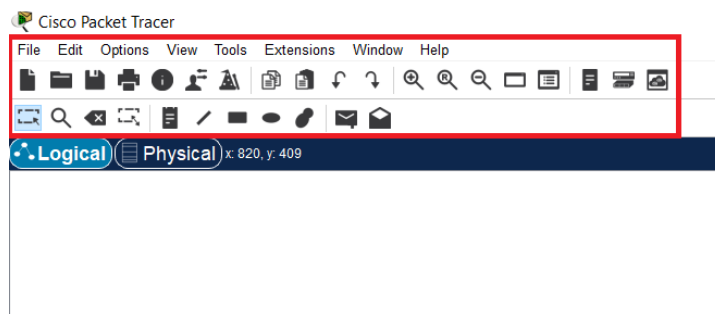 Cisco Packet Tracer
File Edit Options View Tools Extensions Window Help
Logical Physical x: 820, y: 409